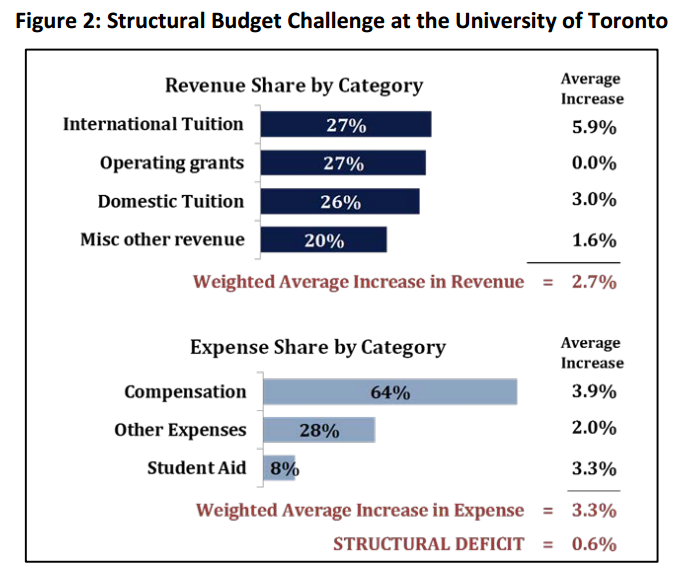 Figure 2: Structural Budget Challenge at the University of Toronto
Revenue Share by Category
Average
Increase
International Tuition 27% 5.9%
Operating grants 27% 0.0%
Domestic Tuition 26% 3.0%
Misc other revenue 20% 1.6%
Weighted Average Increase in Revenue = 2.7%
Expense Share by Category
Average
Increase
Compensation 64% 3.9%
Other Expenses 28% 2.0%
Student Aid 8% 3.3%
Weighted Average Increase in Expense = 3.3%
STRUCTURAL DEFICIT = 0.6%